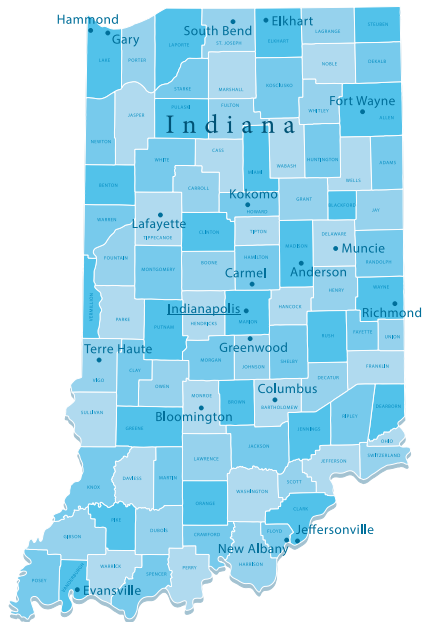 Hammond
Gary
South Bend
Elkhart
LAKE
PORTER
LAPORTE
ST. JOSEPH
ELKHART
LAGRANGE
STEUBEN
NOBLE
DEKALB
STARKE
MARSHALL
KOSCIUSKO
PULASKI
FULTON
WHITLEY
Fort Wayne
ALLEN
JASPER
NEWTON
Indiana
CASS
MIAMI
WABASH
HUNTINGTON
WELLS
ADAMS
WHITE
BENTON
CARROLL
Kokomo
HOWARD
GRANT
BLACKFORD
JAY
WARREN
Lafayette
TIPPECANOE
CLINTON
TIPTON
MADISON
DELAWARE
Muncie
RANDOLPH
FOUNTAIN
MONTGOMERY
BOONE
HAMILTON
Carmel
Anderson
HENRY
WAYNE
Richmond
VERMILLION
PARKE
PUTNAM
Indianapolis
HENDRICKS
MARION
HANCOCK
RUSH
FAYETTE
UNION
Terre Haute
VIGO
CLAY
OWEN
MORGAN
Greenwood
JOHNSON
SHELBY
DECATUR
FRANKLIN
SULLIVAN
GREENE
MONROE
Bloomington
BROWN
Columbus
BARTHOLOMEW
JENNINGS
RIPLEY
DEARBORN
OHIO
SWITZERLAND
JEFFERSON
JACKSON
LAWRENCE
KNOX
DAVIESS
MARTIN
ORANGE
WASHINGTON
SCOTT
CLARK
GIBSON
PIKE
DUBOIS
CRAWFORD
FLOYD
Jeffersonville
New Albany
HARRISON
POSEY
Evansville
WARRICK
SPENCER
PERRY